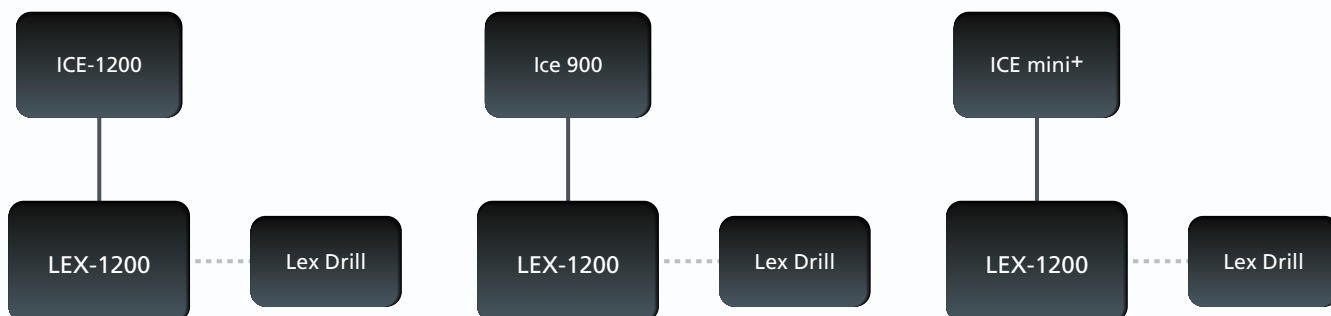 ICE-1200
Ice 900
ICE mini+
LEX-1200
Lex Drill
LEX-1200
Lex Drill
LEX-1200
Lex Drill